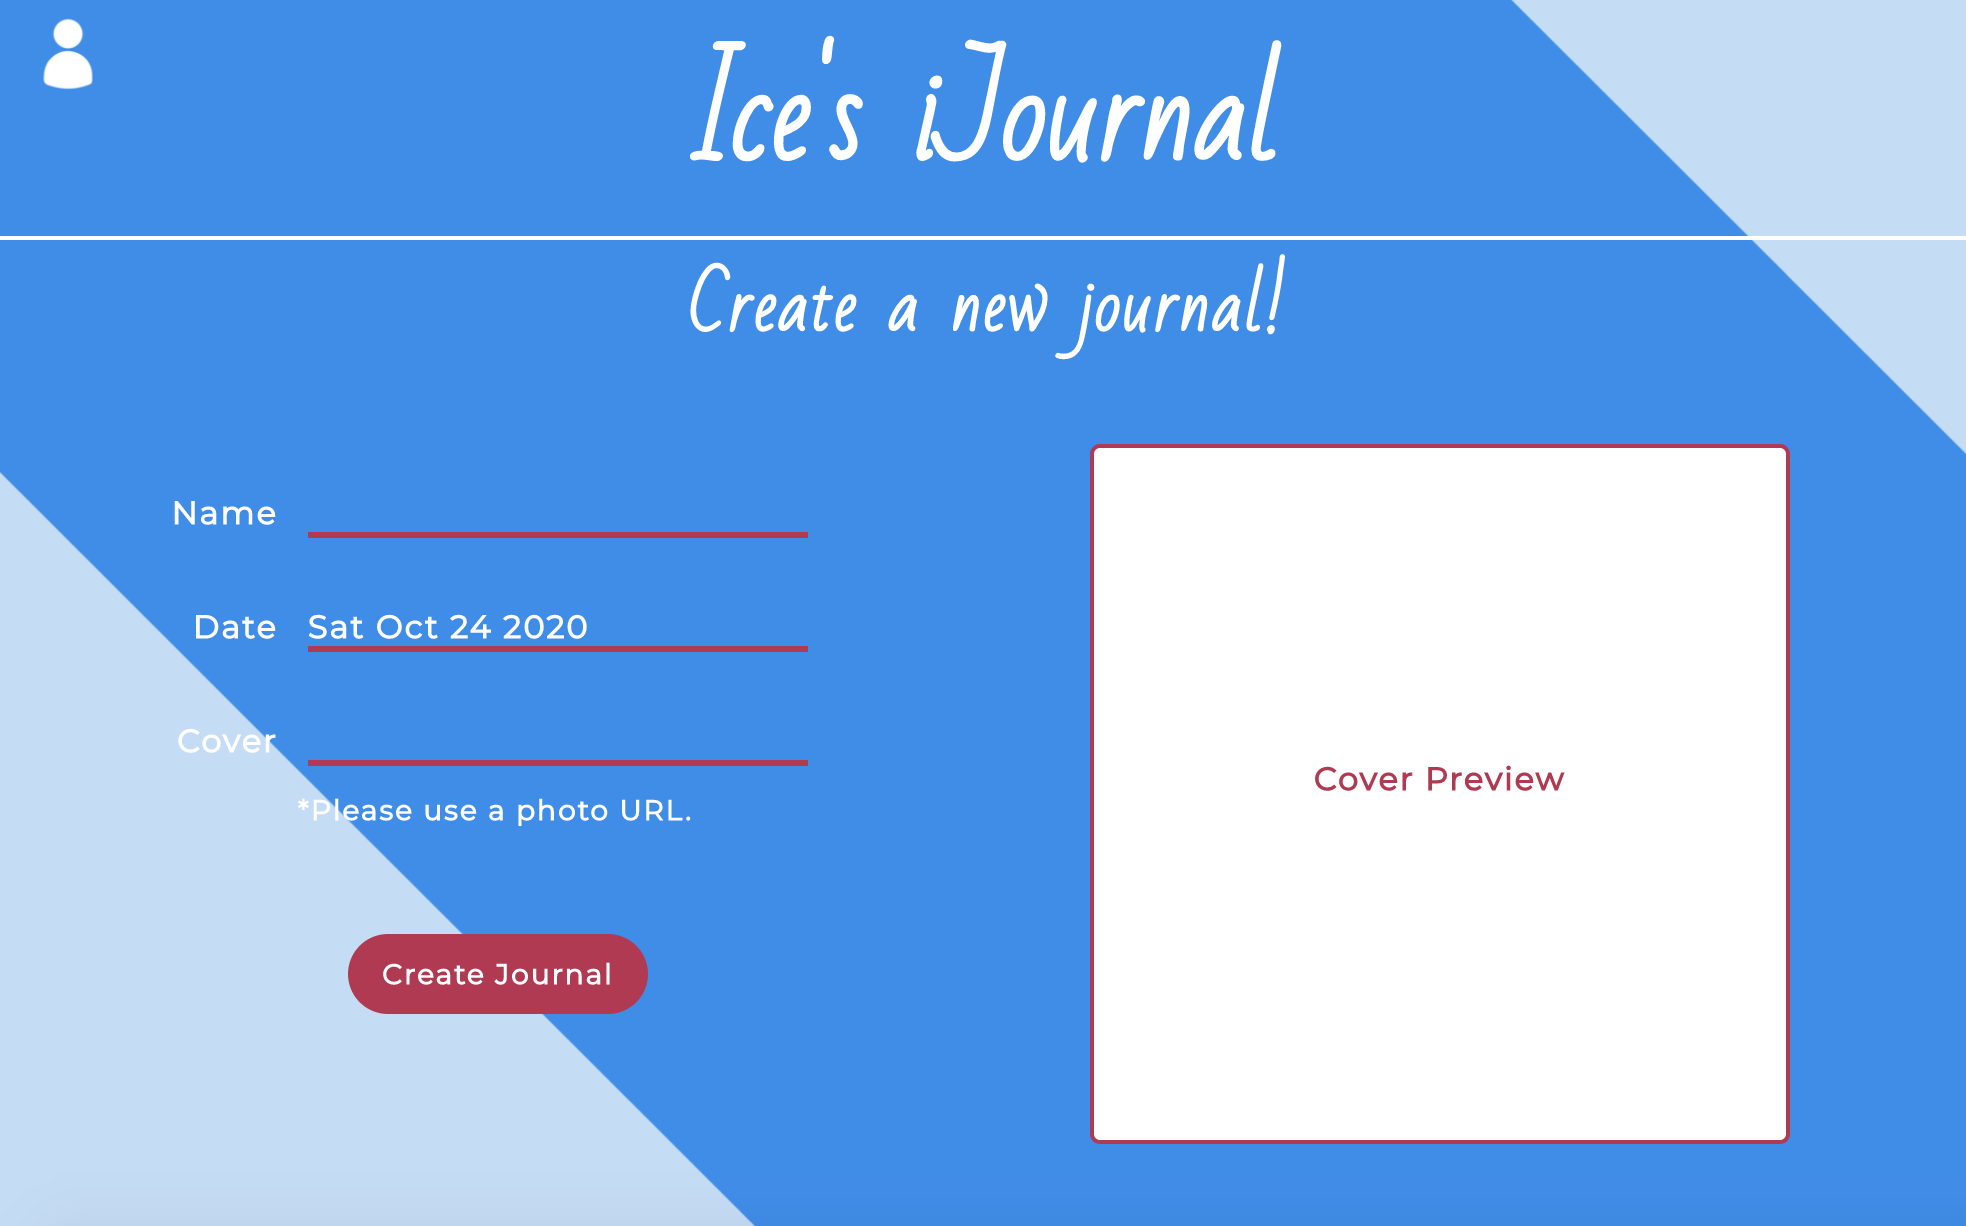 Ice's iJournal
Create a new journal!
Name
Date Sat Oct 24 2020
Cover
*Please use a photo URL.
Create Journal
Cover Preview